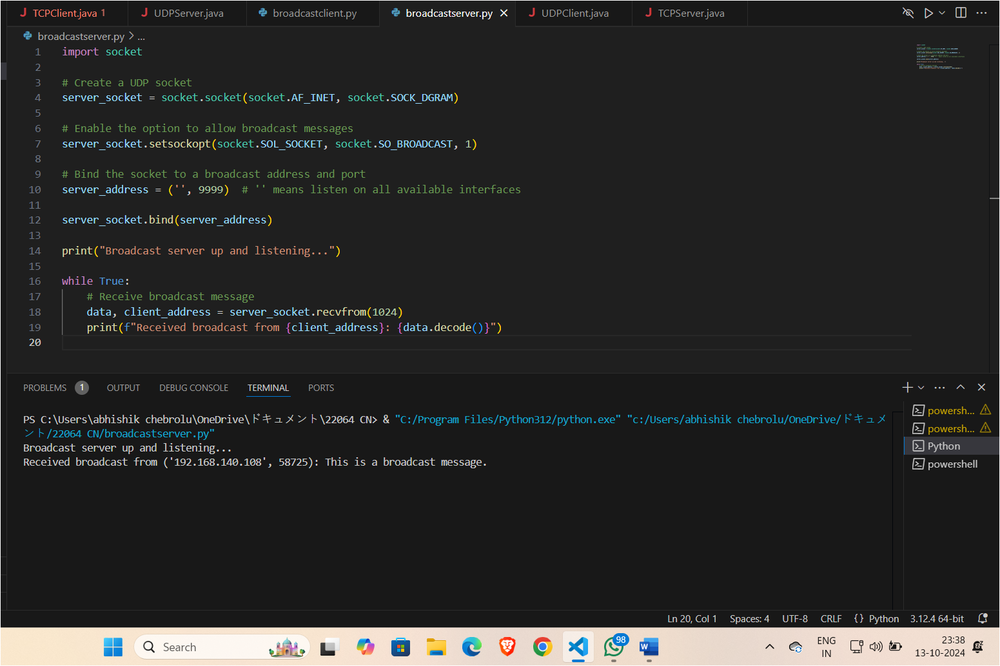 TCPClient.java 1
UDPServer.java
broadcastclient.py
broadcastserver.py
UDPClient.java
TCPServer.java
broadcastserver.py > ...
1 import socket
2
3 # Create a UDP socket
4 server_socket = socket.socket(socket.AF_INET, socket.SOCK_DGRAM)
5
6 # Enable the option to allow broadcast messages
7 server_socket.setsockopt(socket.SOL_SOCKET, socket.SO_BROADCAST, 1)
8
9 # Bind the socket to a broadcast address and port
10 server_address = ('', 9999)  # '' means listen on all available interfaces
11
12 server_socket.bind(server_address)
13
14 print("Broadcast server up and listening...")
15
16 while True:
17     # Receive broadcast message
18     data, client_address = server_socket.recvfrom(1024)
19     print(f"Received broadcast from {client_address}: {data.decode()}")
20
PROBLEMS 1 OUTPUT DEBUG CONSOLE TERMINAL PORTS
PS C:\Users\abhishik chebrolu\OneDrive\ドキュメント\22064 CN> & "C:/Program Files/Python312/python.exe" "c:/Users/abhishik chebrolu/OneDrive/ドキュメ
ント/22064 CN/broadcastserver.py"
Broadcast server up and listening...
Received broadcast from ('192.168.140.108', 58725): This is a broadcast message.
powersh...
powersh...
Python
powershell
Ln 20, Col 1 Spaces: 4 UTF-8 CRLF {} Python 3.12.4 64-bit
Search
98
ENG
IN
23:38
13-10-2024